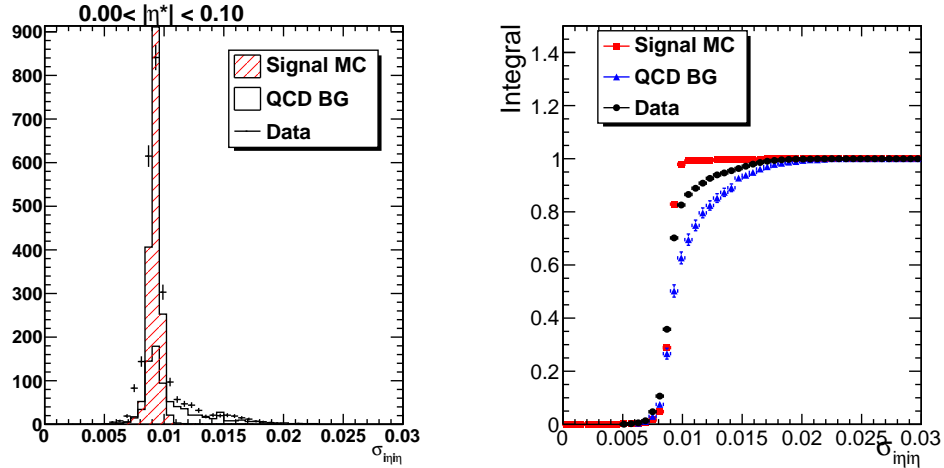 0.00< |η*| < 0.10
900
800
700
600
500
400
300
200
100
0
0 0.005 0.01 0.015 0.02 0.025 0.03
σiηiη
Signal MC
QCD BG
Data
Integral
1.4
1.2
1
0.8
0.6
0.4
0.2
0
0 0.005 0.01 0.015 0.02 0.025 0.03
σiηiη
Signal MC
QCD BG
Data